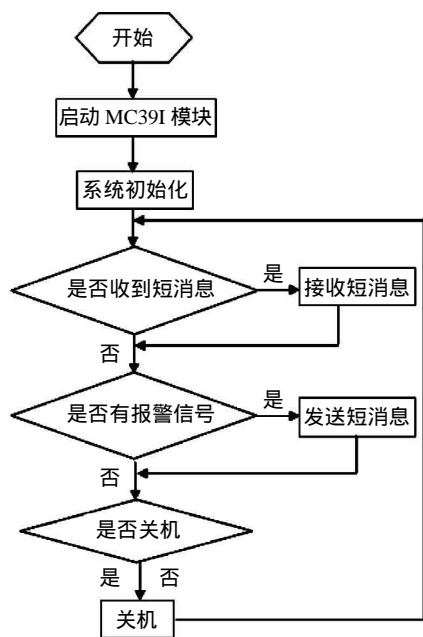 开始
启动 MC39I 模块
系统初始化
是否收到短消息
是
接收短消息
否
是否有报警信号
是
发送短消息
否
是否关机
是
否
关机